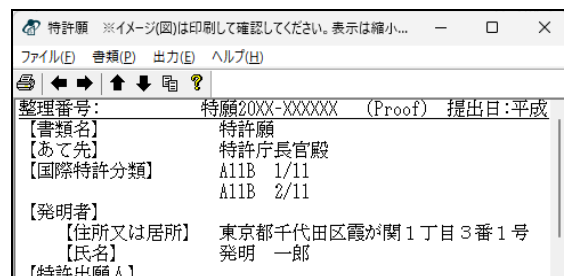 特許願 ※イメージ(図)は印刷して確認してください。表示は縮小...
ファイル(F) 書類(P) 出力(E) ヘルプ(H)
整理番号: 特願20XX-XXXXXX (Proof) 提出日:平成
【書類名】 特許願
【あて先】 特許庁長官殿
【国際特許分類】 A11B 1/11
A11B 2/11
【発明者】
【住所又は居所】 東京都千代田区霞が関1丁目3番1号
【氏名】 発明 一郎
【特許出願人】